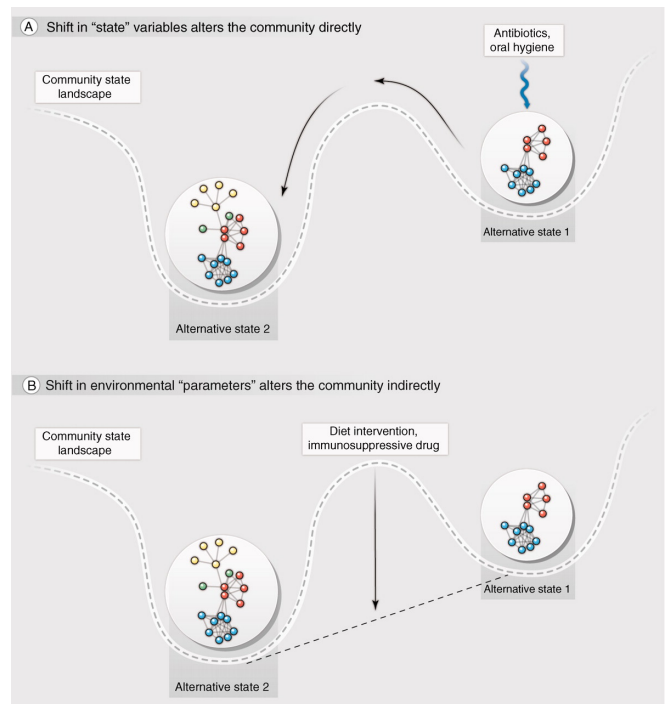 A Shift in “state” variables alters the community directly
Antibiotics,
oral hygiene
Community state
landscape
Alternative state 1
Alternative state 2
B Shift in environmental “parameters” alters the community indirectly
Diet intervention,
immunosuppressive drug
Community state
landscape
Alternative state 1
Alternative state 2